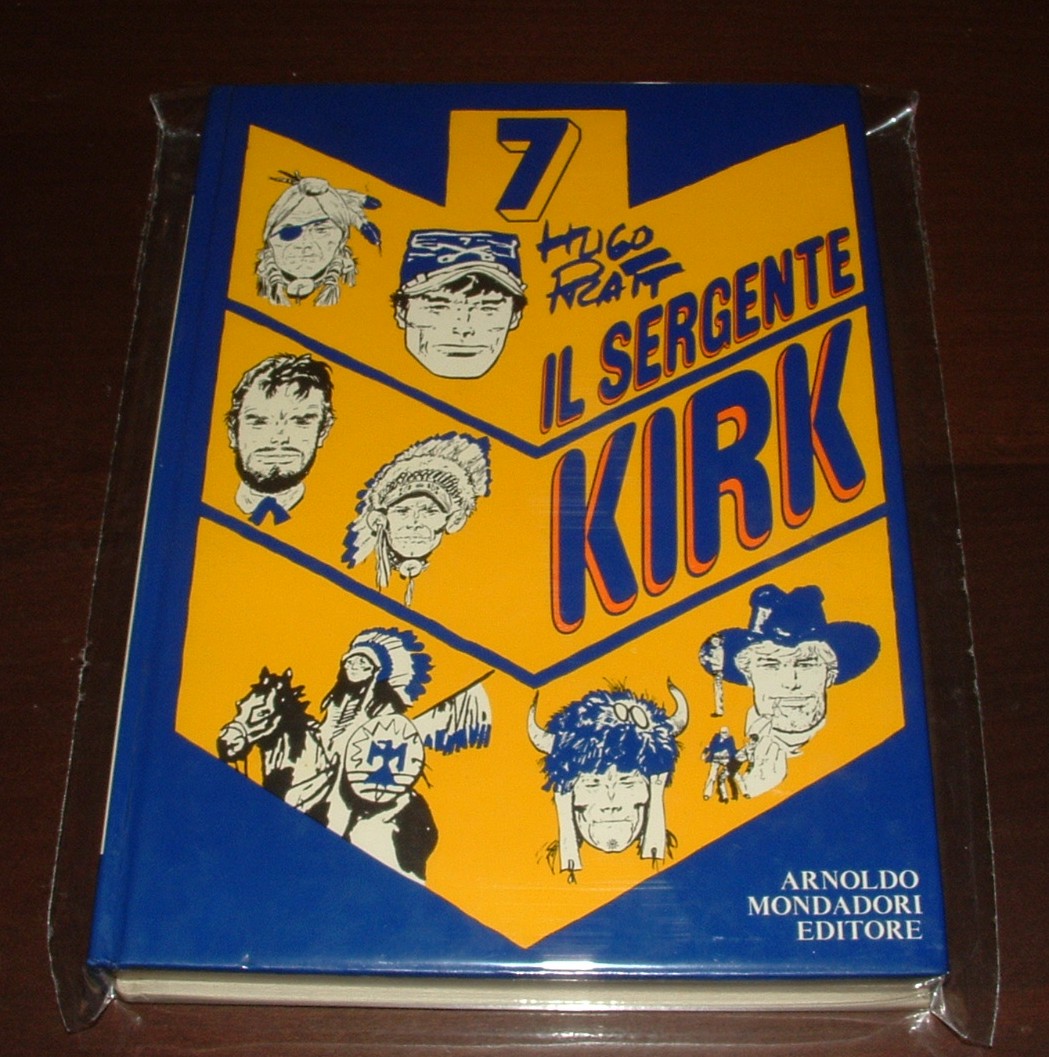 7
HUGO
PRATT
IL SERGENTE
KIRK
ARNOLDO
MONDADORI
EDITORE